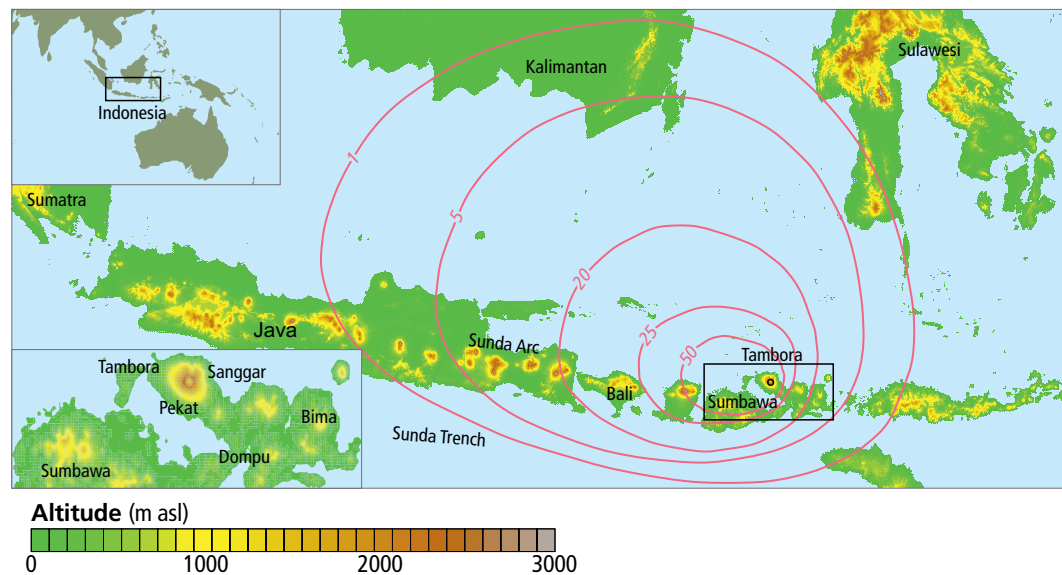 Indonesia
Kalimantan
Sulawesi
Sumatra
1
5
20
25
50
Java
Sunda Arc
Bali
Tambora
Sumbawa
Sunda Trench
Tambora
Sanggar
Pekat
Bima
Dompu
Sumbawa
Altitude (m asl)
0 1000 2000 3000